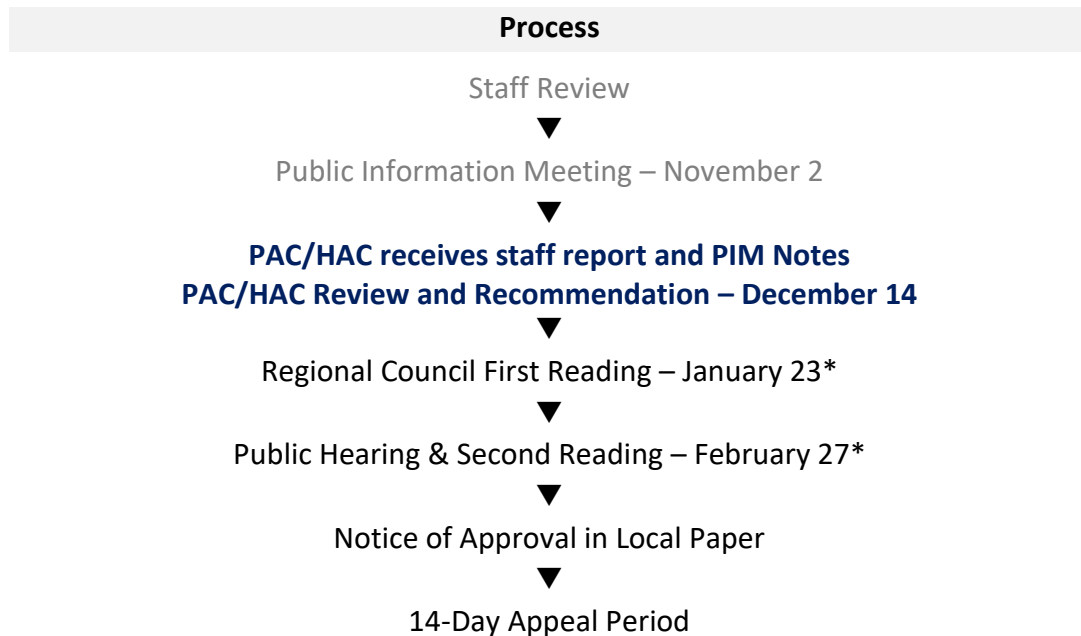 Process
Staff Review
Public Information Meeting – November 2
PAC/HAC receives staff report and PIM Notes
PAC/HAC Review and Recommendation – December 14
Regional Council First Reading – January 23*
Public Hearing & Second Reading – February 27*
Notice of Approval in Local Paper
14-Day Appeal Period